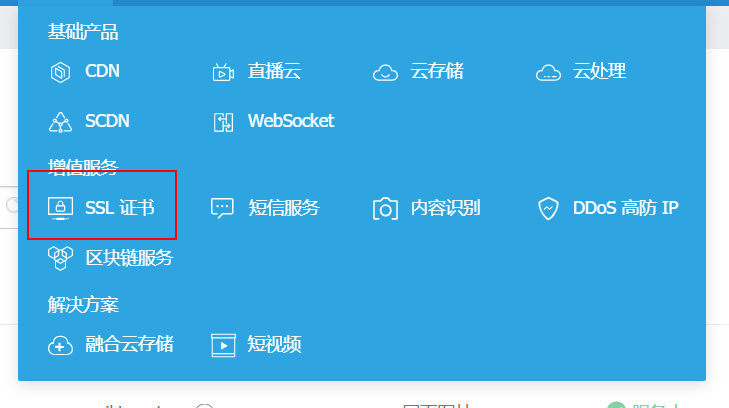 基础产品
CDN 直播云 云存储 云处理
SCDN WebSocket
增值服务
SSL 证书 短信服务 内容识别 DDoS 高防 IP
区块链服务
解决方案
融合云存储 短视频